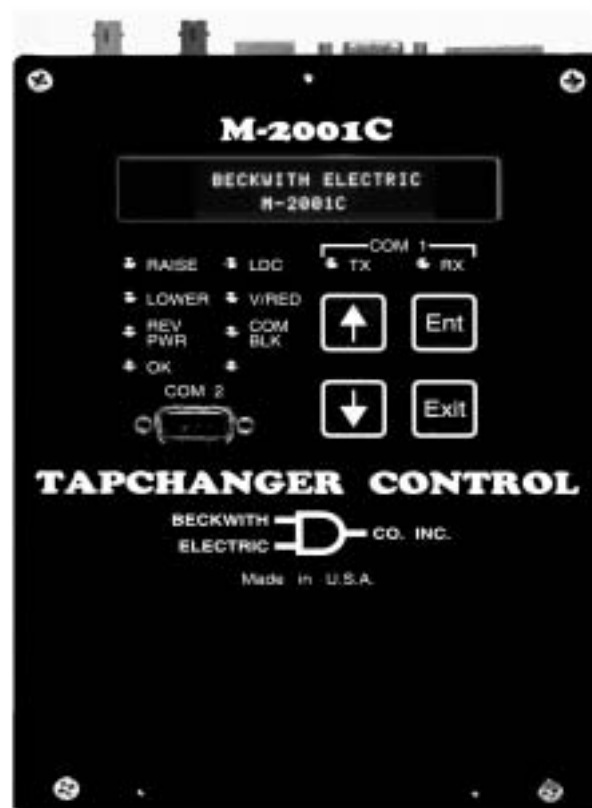 M-2001C
BECKWITH ELECTRIC
M-2001C
COM 1
RAISE LDC TX RX
LOWER V/RED
REV PWR COM BLK
OK
COM 2
Ent
Exit
TAPCHANGER CONTROL
BECKWITH ELECTRIC CO. INC.
Made in U.S.A.